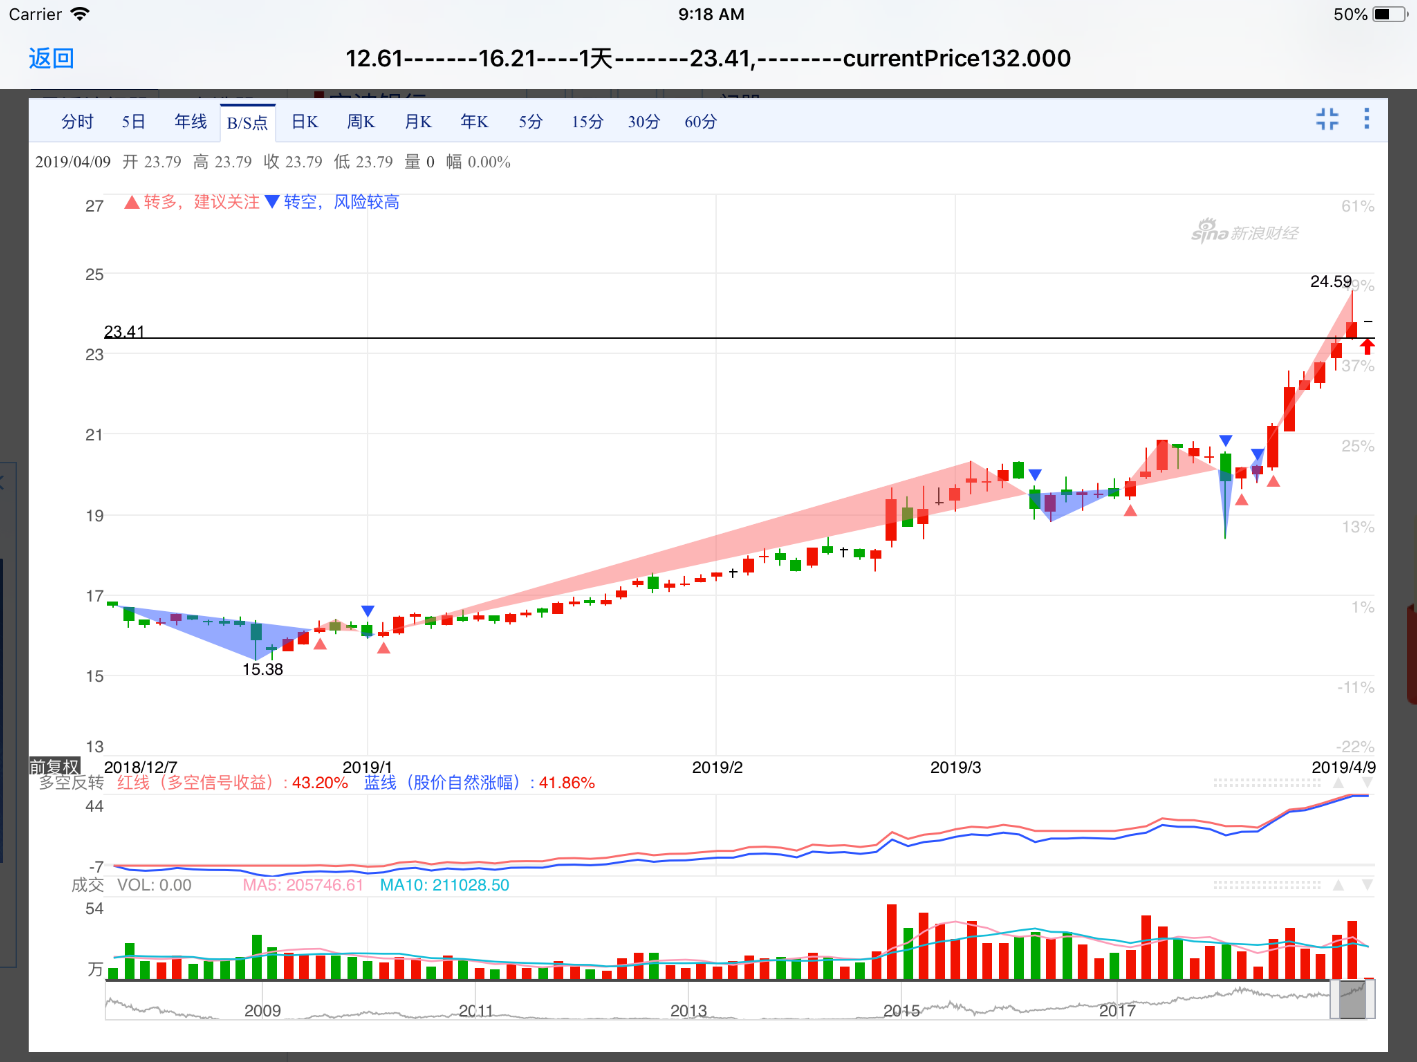 Carrier 9:18 AM 50%
返回 12.61-------16.21----1天-------23.41,--------currentPrice132.000
分时 5日 年线 B/S点 日K 周K 月K 年K 5分 15分 30分 60分
2019/04/09 开 23.79 高 23.79 收 23.79 低 23.79 量 0 幅 0.00%
27 转多，建议关注 转空，风险较高 61%
sina 新浪财经
25 24.59 49%
23.41
23 37%
21 25%
19 13%
17 1%
15.38
15 -11%
13 -22%
前复权 2018/12/7 2019/1 2019/2 2019/3 2019/4/9
多空反转 红线（多空信号收益）: 43.20% 蓝线（股价自然涨幅）: 41.86%
44
-7
成交 VOL: 0.00 MA5: 205746.61 MA10: 211028.50
54
万
2009 2011 2013 2015 2017